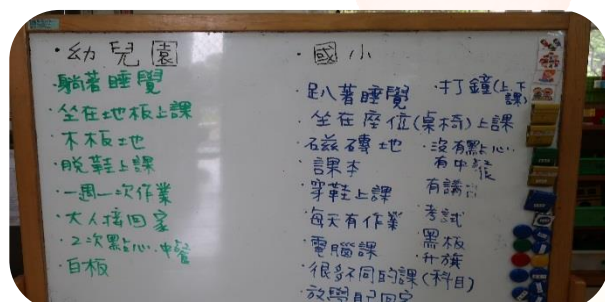 ·幼兒園
·躺著睡覺
·坐在地板上課
·木板地
·脫鞋上課
·一週一次作業
·大人接回家
·2次點心··中餐
·白板
·國小
·趴著睡覺
·坐在座位(桌椅)上課
·磁磚地
·課本
·穿鞋上課
·每天有作業
·電腦課
·很多不同的課(科目)
放學
回家
·打鐘(上、下課)
·沒有點心··
有中餐
有講
·考試
黑板
·升旗